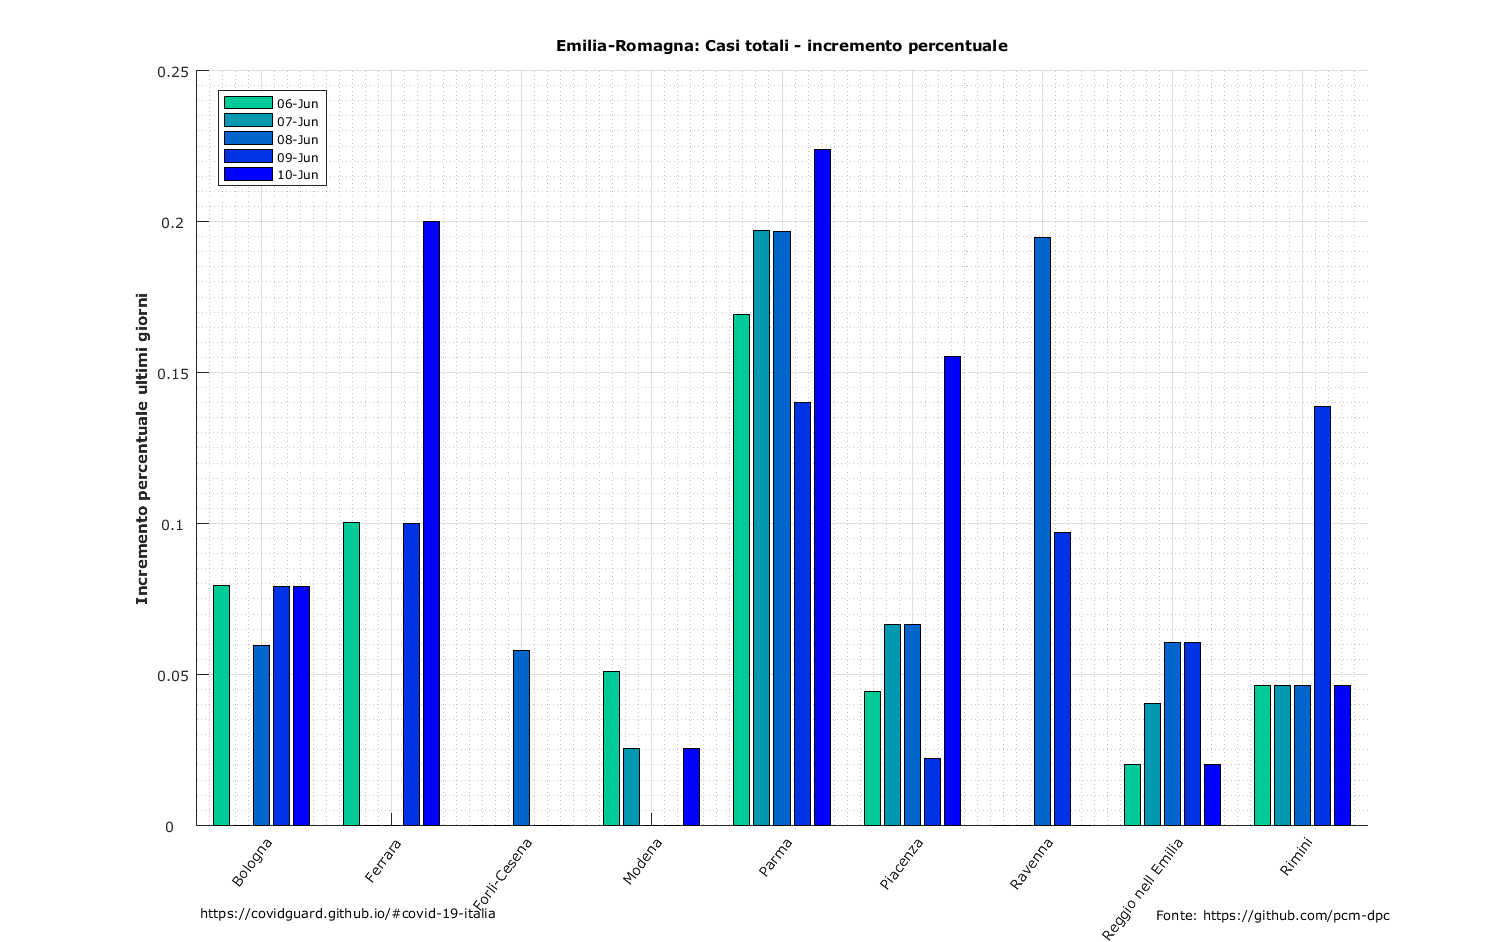 Emilia-Romagna: Casi totali - incremento percentuale
0.25
0.2
0.15
0.1
0.05
0
Incremento percentuale ultimi giorni
06-Jun
07-Jun
08-Jun
09-Jun
10-Jun
Bologna
Ferrara
Forlì-Cesena
Modena
Parma
Piacenza
Ravenna
Reggio nell Emilia
Rimini
https://covidguard.github.io/#covid-19-italia
Fonte: https://github.com/pcm-dpc